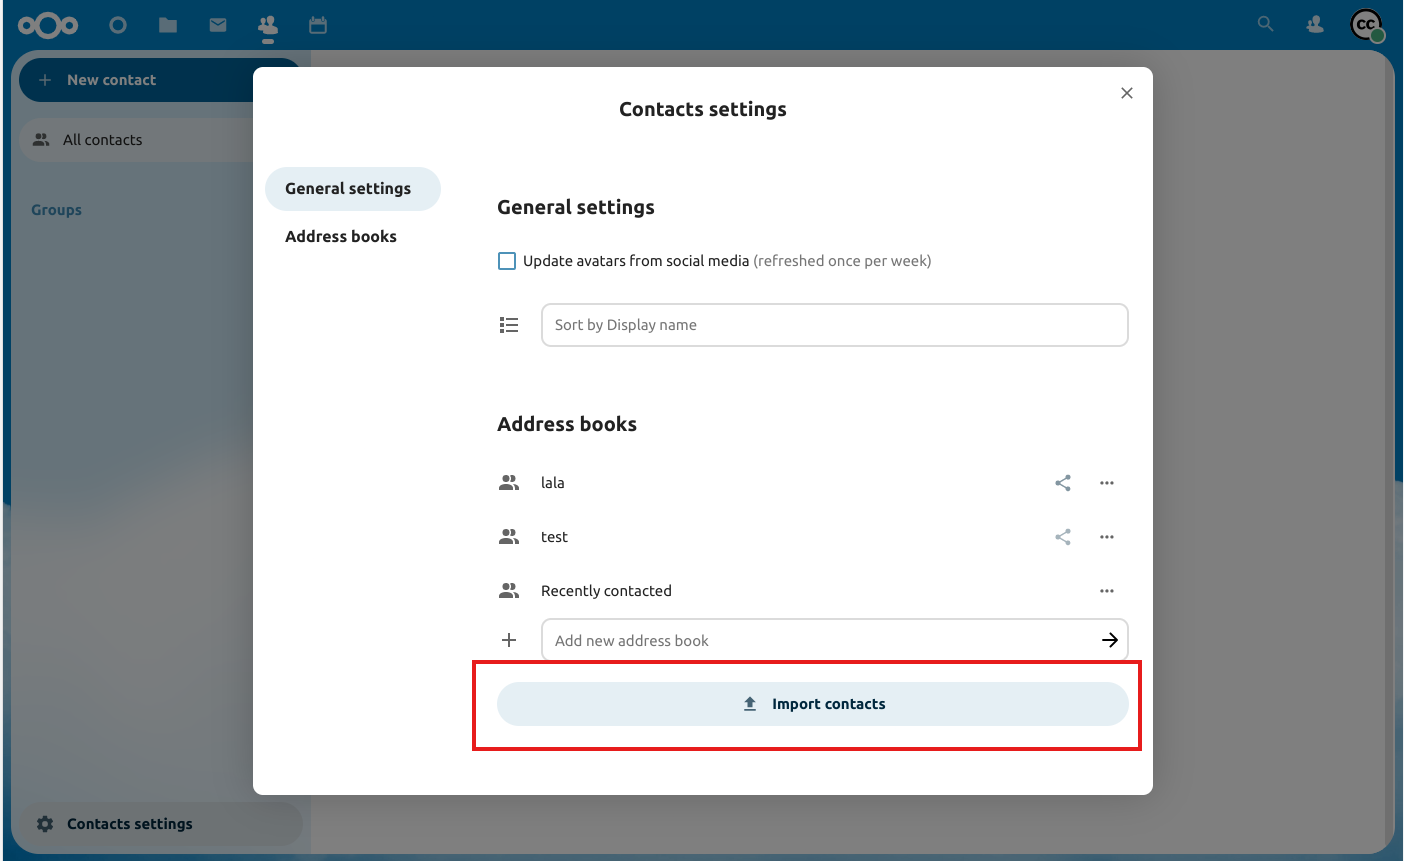 CC
New contact
Contacts settings
All contacts
General settings
Groups
General settings
Address books
Update avatars from social media (refreshed once per week)
Sort by Display name
Address books
lala
test
Recently contacted
Add new address book
Import contacts
Contacts settings